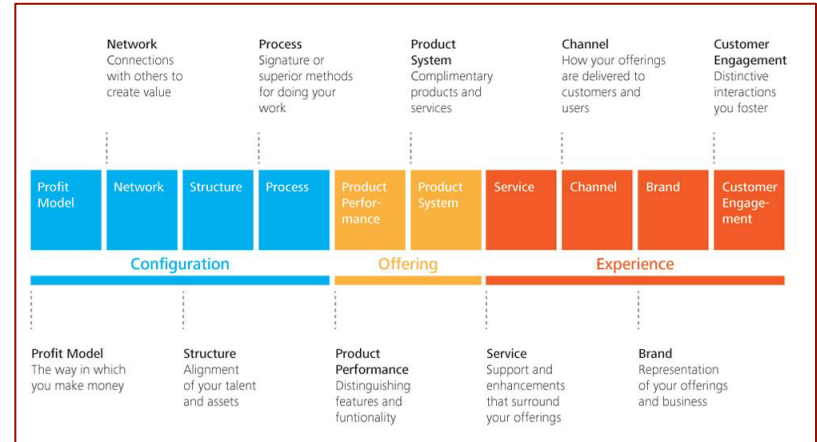 Network
Connections
with others to
create value
Process
Signature or
superior methods
for doing your
work
Product
System
Complimentary
products and
services
Channel
How your offerings
are delivered to
customers and
users
Customer
Engagement
Distinctive
interactions
you foster
Profit
Model
Network
Structure
Process
Product
Perfor-
mance
Product
System
Service
Channel
Brand
Customer
Engage-
ment
Configuration
Offering
Experience
Profit Model
The way in which
you make money
Structure
Alignment
of your talent
and assets
Product
Performance
Distinguishing
features and
funtionality
Service
Support and
enhancements
that surround
your offerings
Brand
Representation
of your offerings
and business